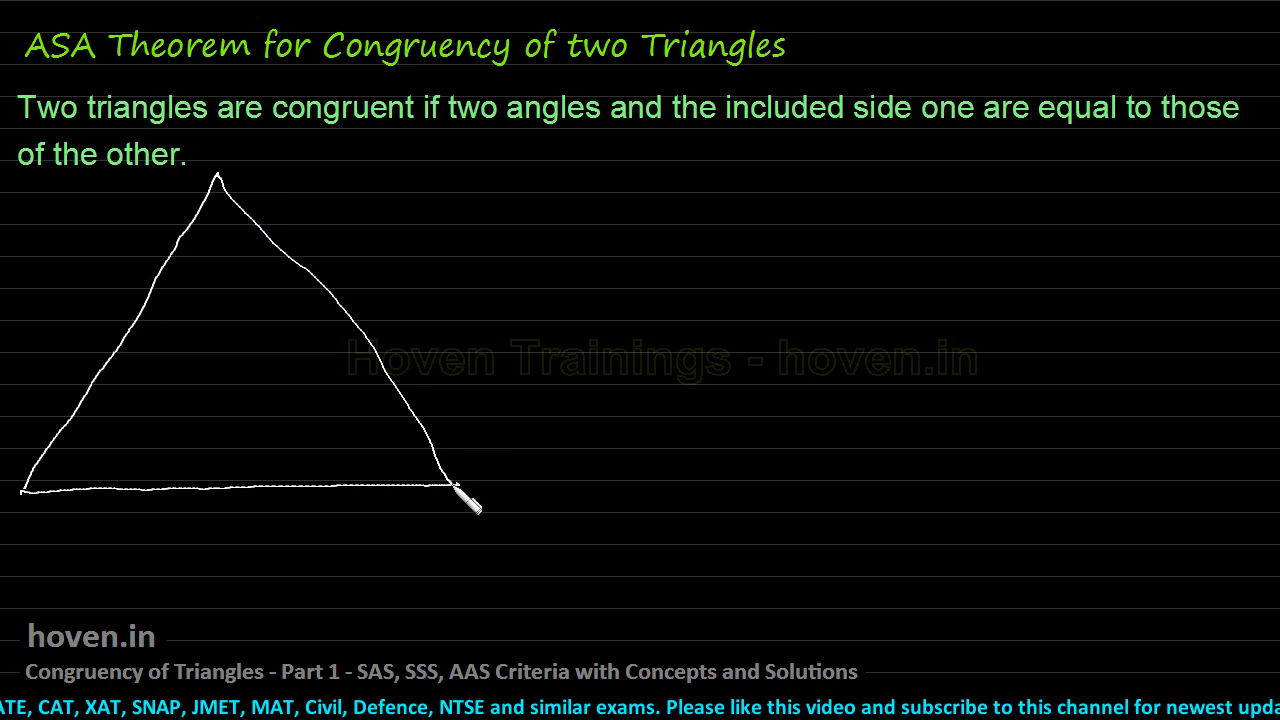 ASA Theorem for Congruency of two Triangles
Two triangles are congruent if two angles and the included side one are equal to those
of the other.
Hoven Trainings - hoven.in
hoven.in
Congruency of Triangles - Part 1 - SAS, SSS, AAS Criteria with Concepts and Solutions
ATE, CAT, XAT, SNAP, JMET, MAT, Civil, Defence, NTSE and similar exams. Please like this video and subscribe to this channel for newest upda